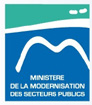 MINISTERE
DE LA MODERNISATION
DES SECTEURS PUBLICS